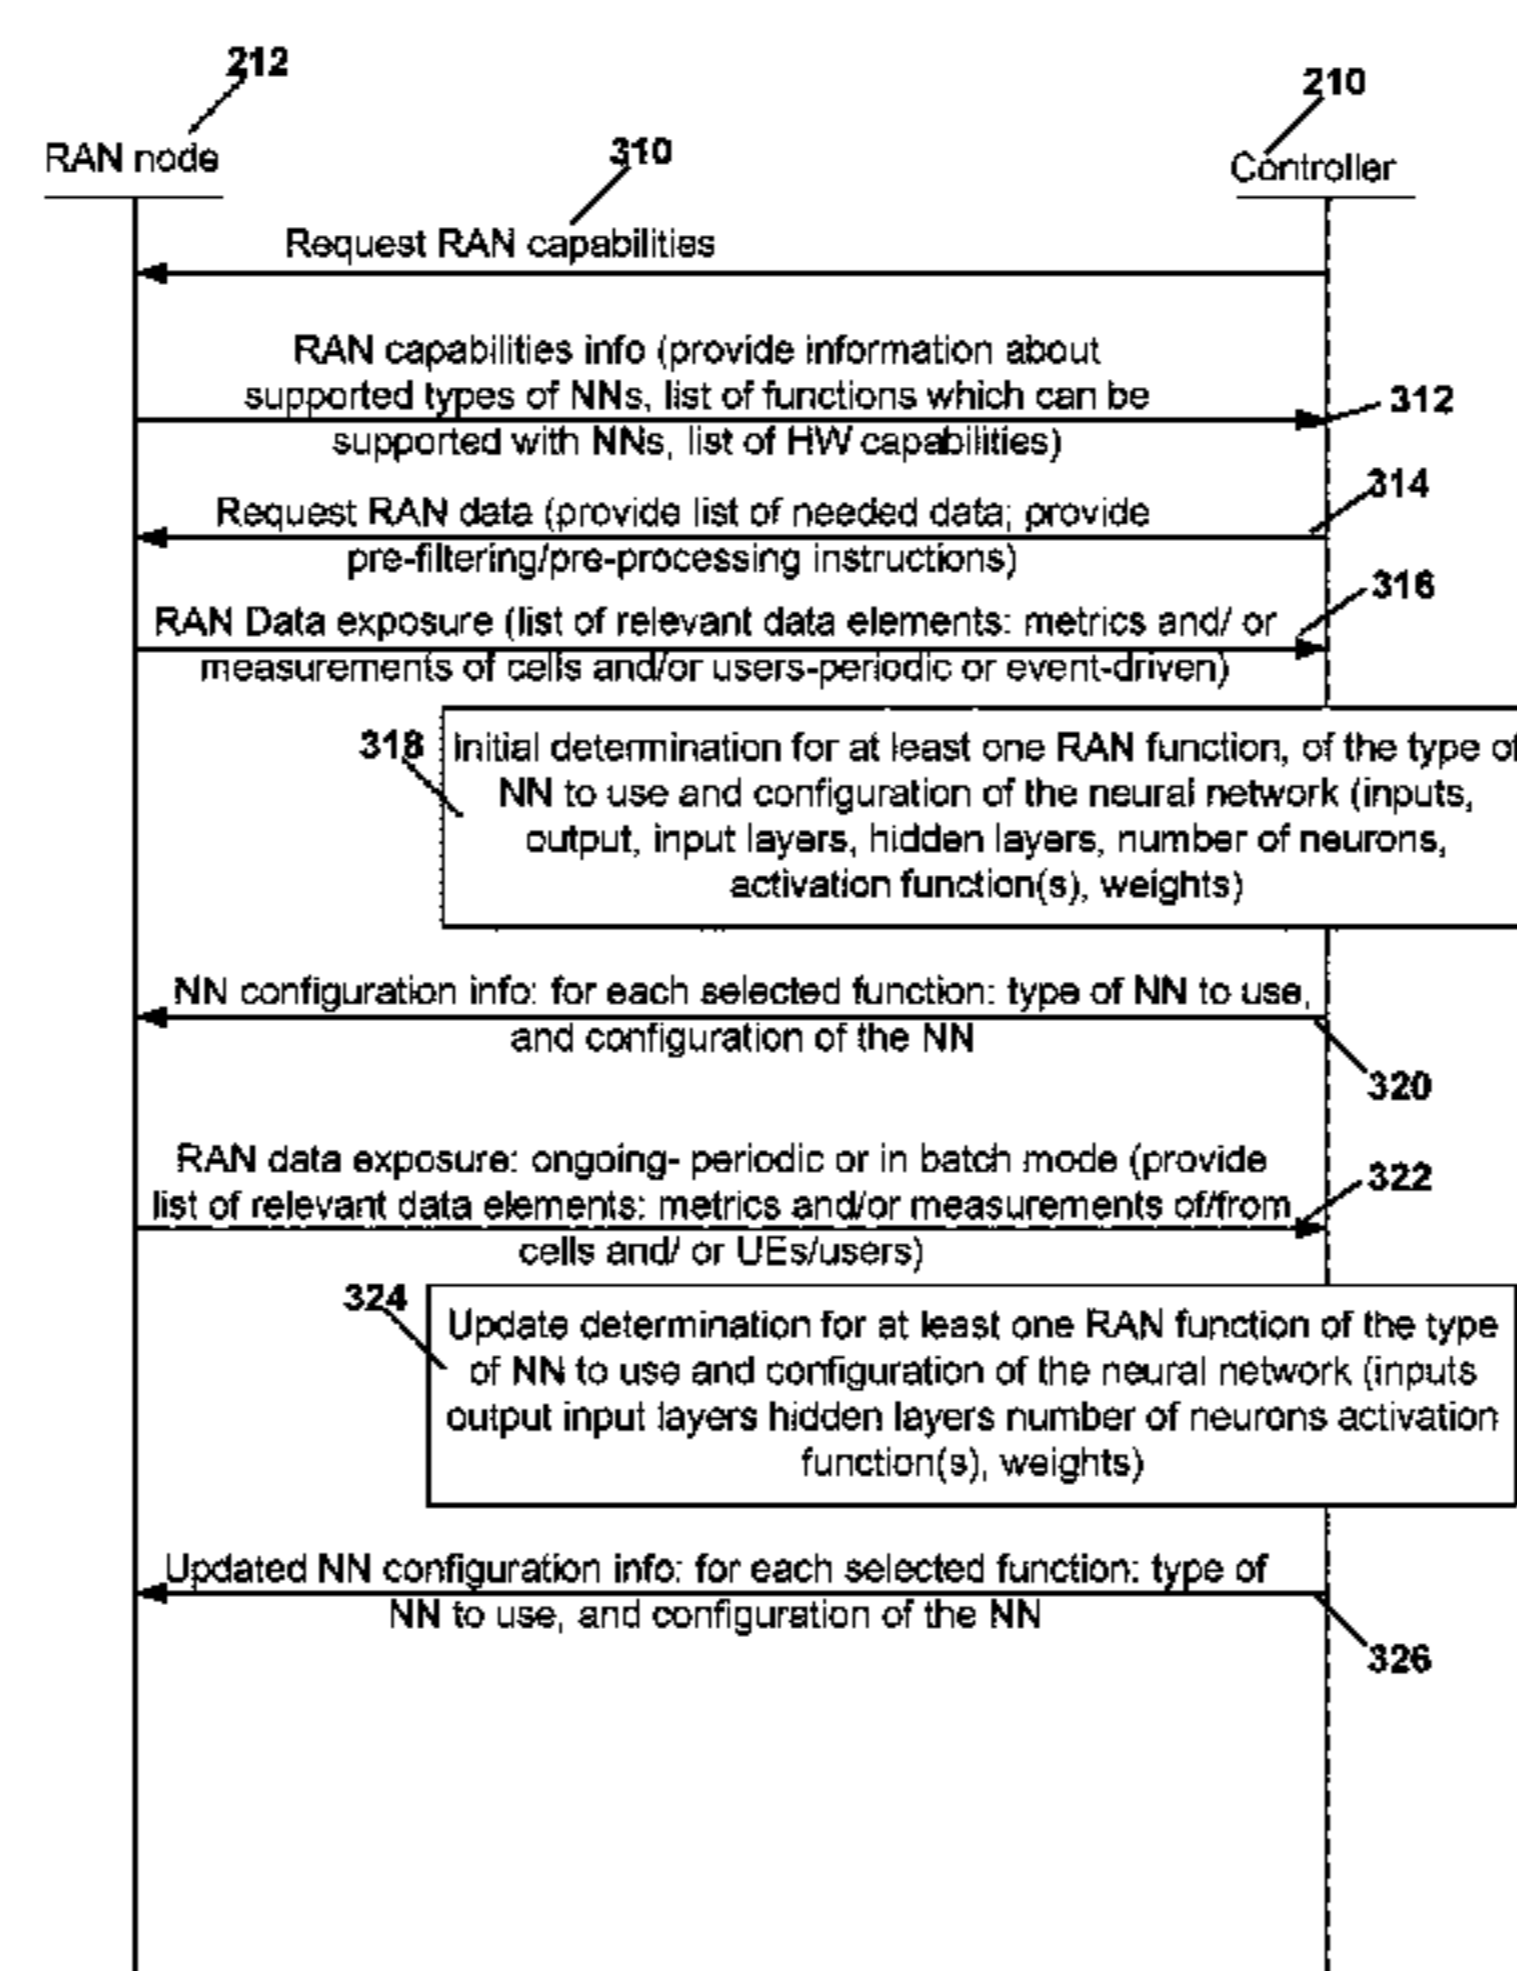 212
210
RAN node
310
Controller
Request RAN capabilities
RAN capabilities info (provide information about
supported types of NNs, list of functions which can be
312
supported with NNs, list of HW capabilities)
314
Request RAN data (provide list of needed data; provide
pre-filtering/pre-processing instructions)
316
RAN Data exposure (list of relevant data elements: metrics and/ or
measurements of cells and/or users-periodic or event-driven)
318
Initial determination for at least one RAN function, of the type of
NN to use and configuration of the neural network (inputs,
output, input layers, hidden layers, number of neurons,
activation function(s), weights)
NN configuration info: for each selected function: type of NN to use,
and configuration of the NN
320
RAN data exposure: ongoing- periodic or in batch mode (provide
322
list of relevant data elements: metrics and/or measurements of/from
cells and/ or UEs/users)
324
Update determination for at least one RAN function of the type
of NN to use and configuration of the neural network (inputs
output input layers hidden layers number of neurons activation
function(s), weights)
Updated NN configuration info: for each selected function: type of
NN to use, and configuration of the NN
326